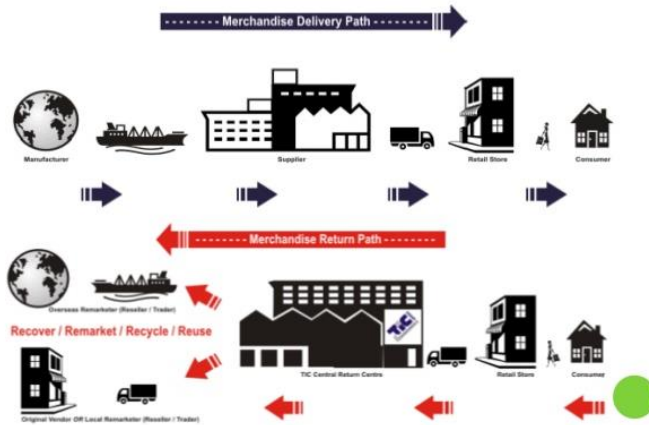 Merchandise Delivery Path
Manufacturer
Supplier
Retail Store
Consumer
Merchandise Return Path
Overseas Remarketer (Reseller / Trader)
Recover / Remarket / Recycle / Reuse
TIC
TIC Central Return Centre
Retail Store
Consumer
Original Vendor OR Local Remarketer (Reseller / Trader)